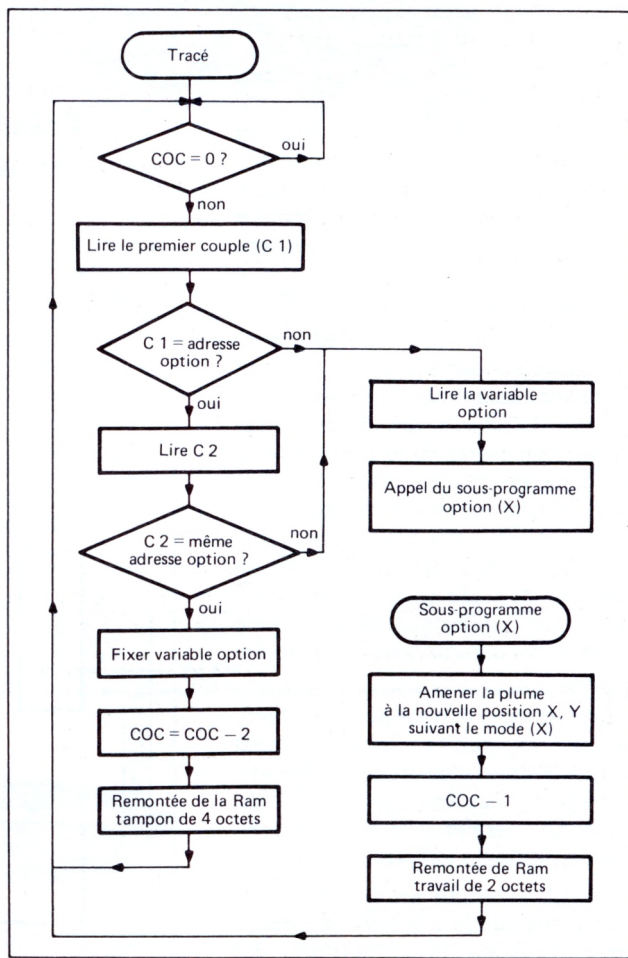 Tracé
COC = 0 ?
oui
non
Lire le premier couple (C 1)
C 1 = adresse
option ?
non
oui
Lire C 2
C 2 = même
adresse option ?
non
oui
Fixer variable option
COC = COC – 2
Remontée de la Ram
tampon de 4 octets
Lire la variable
option
Appel du sous-programme
option (X)
Sous-programme
option (X)
Amener la plume
à la nouvelle position X, Y
suivant le mode (X)
COC – 1
Remontée de Ram
travail de 2 octets